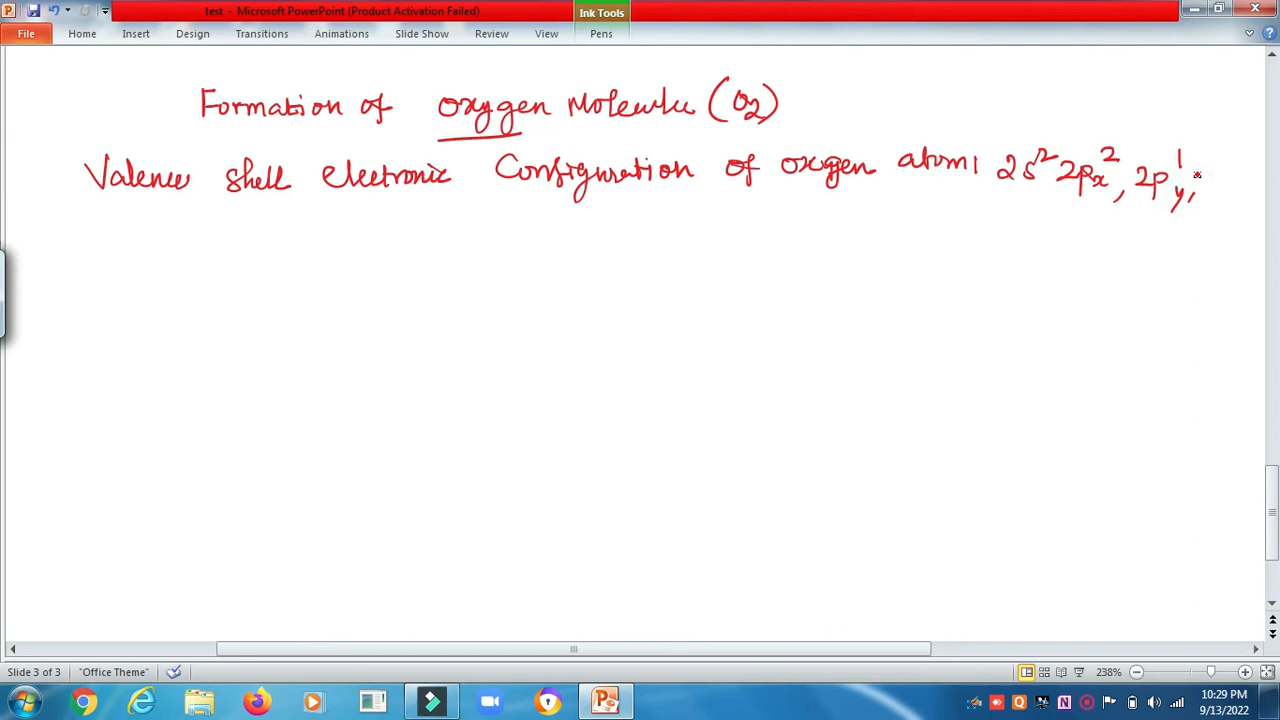 test - Microsoft PowerPoint (Product Activation Failed)
Ink Tools
File Home Insert Design Transitions Animations Slide Show Review View Pens
Formation of Oxygen Molecule (O2)
Valence shell electronic Configuration of oxygen atom: 2s² 2pₓ², 2p_y¹,
Slide 3 of 3 "Office Theme" 238%
10:29 PM
9/13/2022